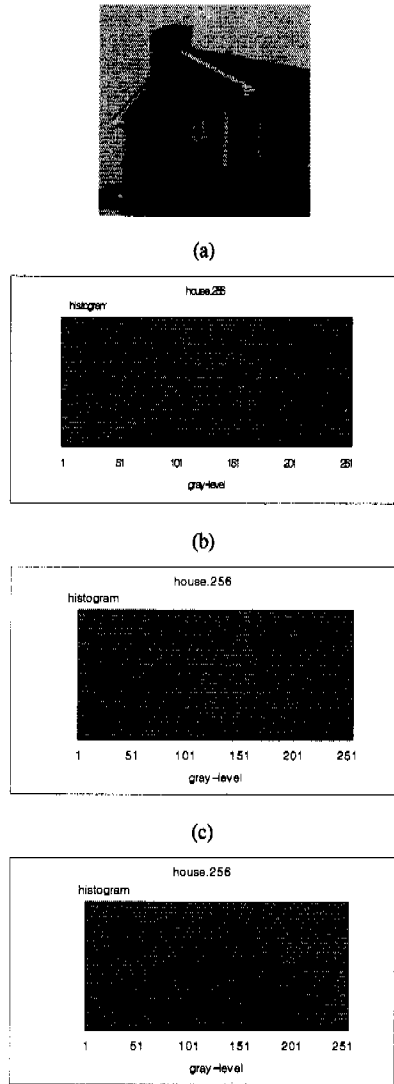 (a)
house.256
histogram
1 51 101 151 201 251
gray-level
(b)
house.256
histogram
1 51 101 151 201 251
gray-level
(c)
house.256
histogram
1 51 101 151 201 251
gray-level